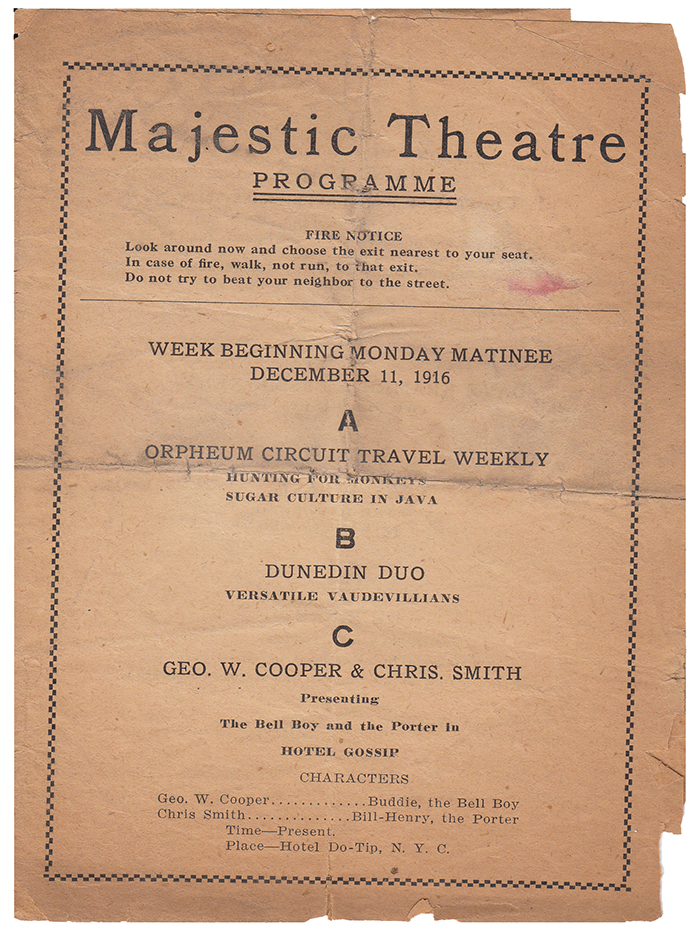 Majestic Theatre
PROGRAMME
FIRE NOTICE
Look around now and choose the exit nearest to your seat.
In case of fire, walk, not run, to that exit.
Do not try to beat your neighbor to the street.
WEEK BEGINNING MONDAY MATINEE
DECEMBER 11, 1916
A
ORPHEUM CIRCUIT TRAVEL WEEKLY
HUNTING FOR MONKEYS
SUGAR CULTURE IN JAVA
B
DUNEDIN DUO
VERSATILE VAUDEVILLIANS
C
GEO. W. COOPER & CHRIS. SMITH
Presenting
The Bell Boy and the Porter in
HOTEL GOSSIP
CHARACTERS
Geo. W. Cooper.............Buddie, the Bell Boy
Chris Smith..............Bill-Henry, the Porter
Time—Present.
Place—Hotel Do-Tip, N. Y. C.